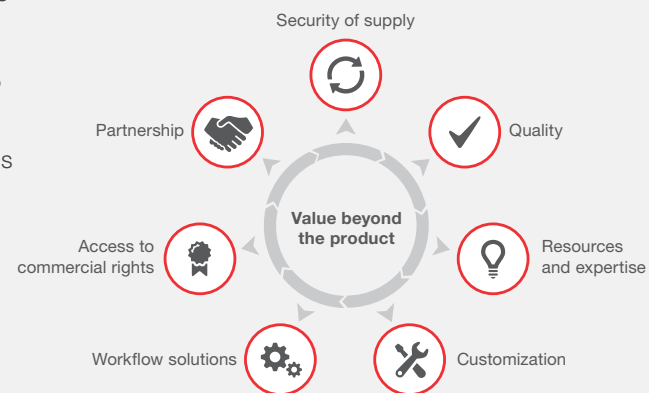 Security of supply
Partnership
Quality
Value beyond
the product
Access to
commercial rights
Resources
and expertise
Workflow solutions
Customization